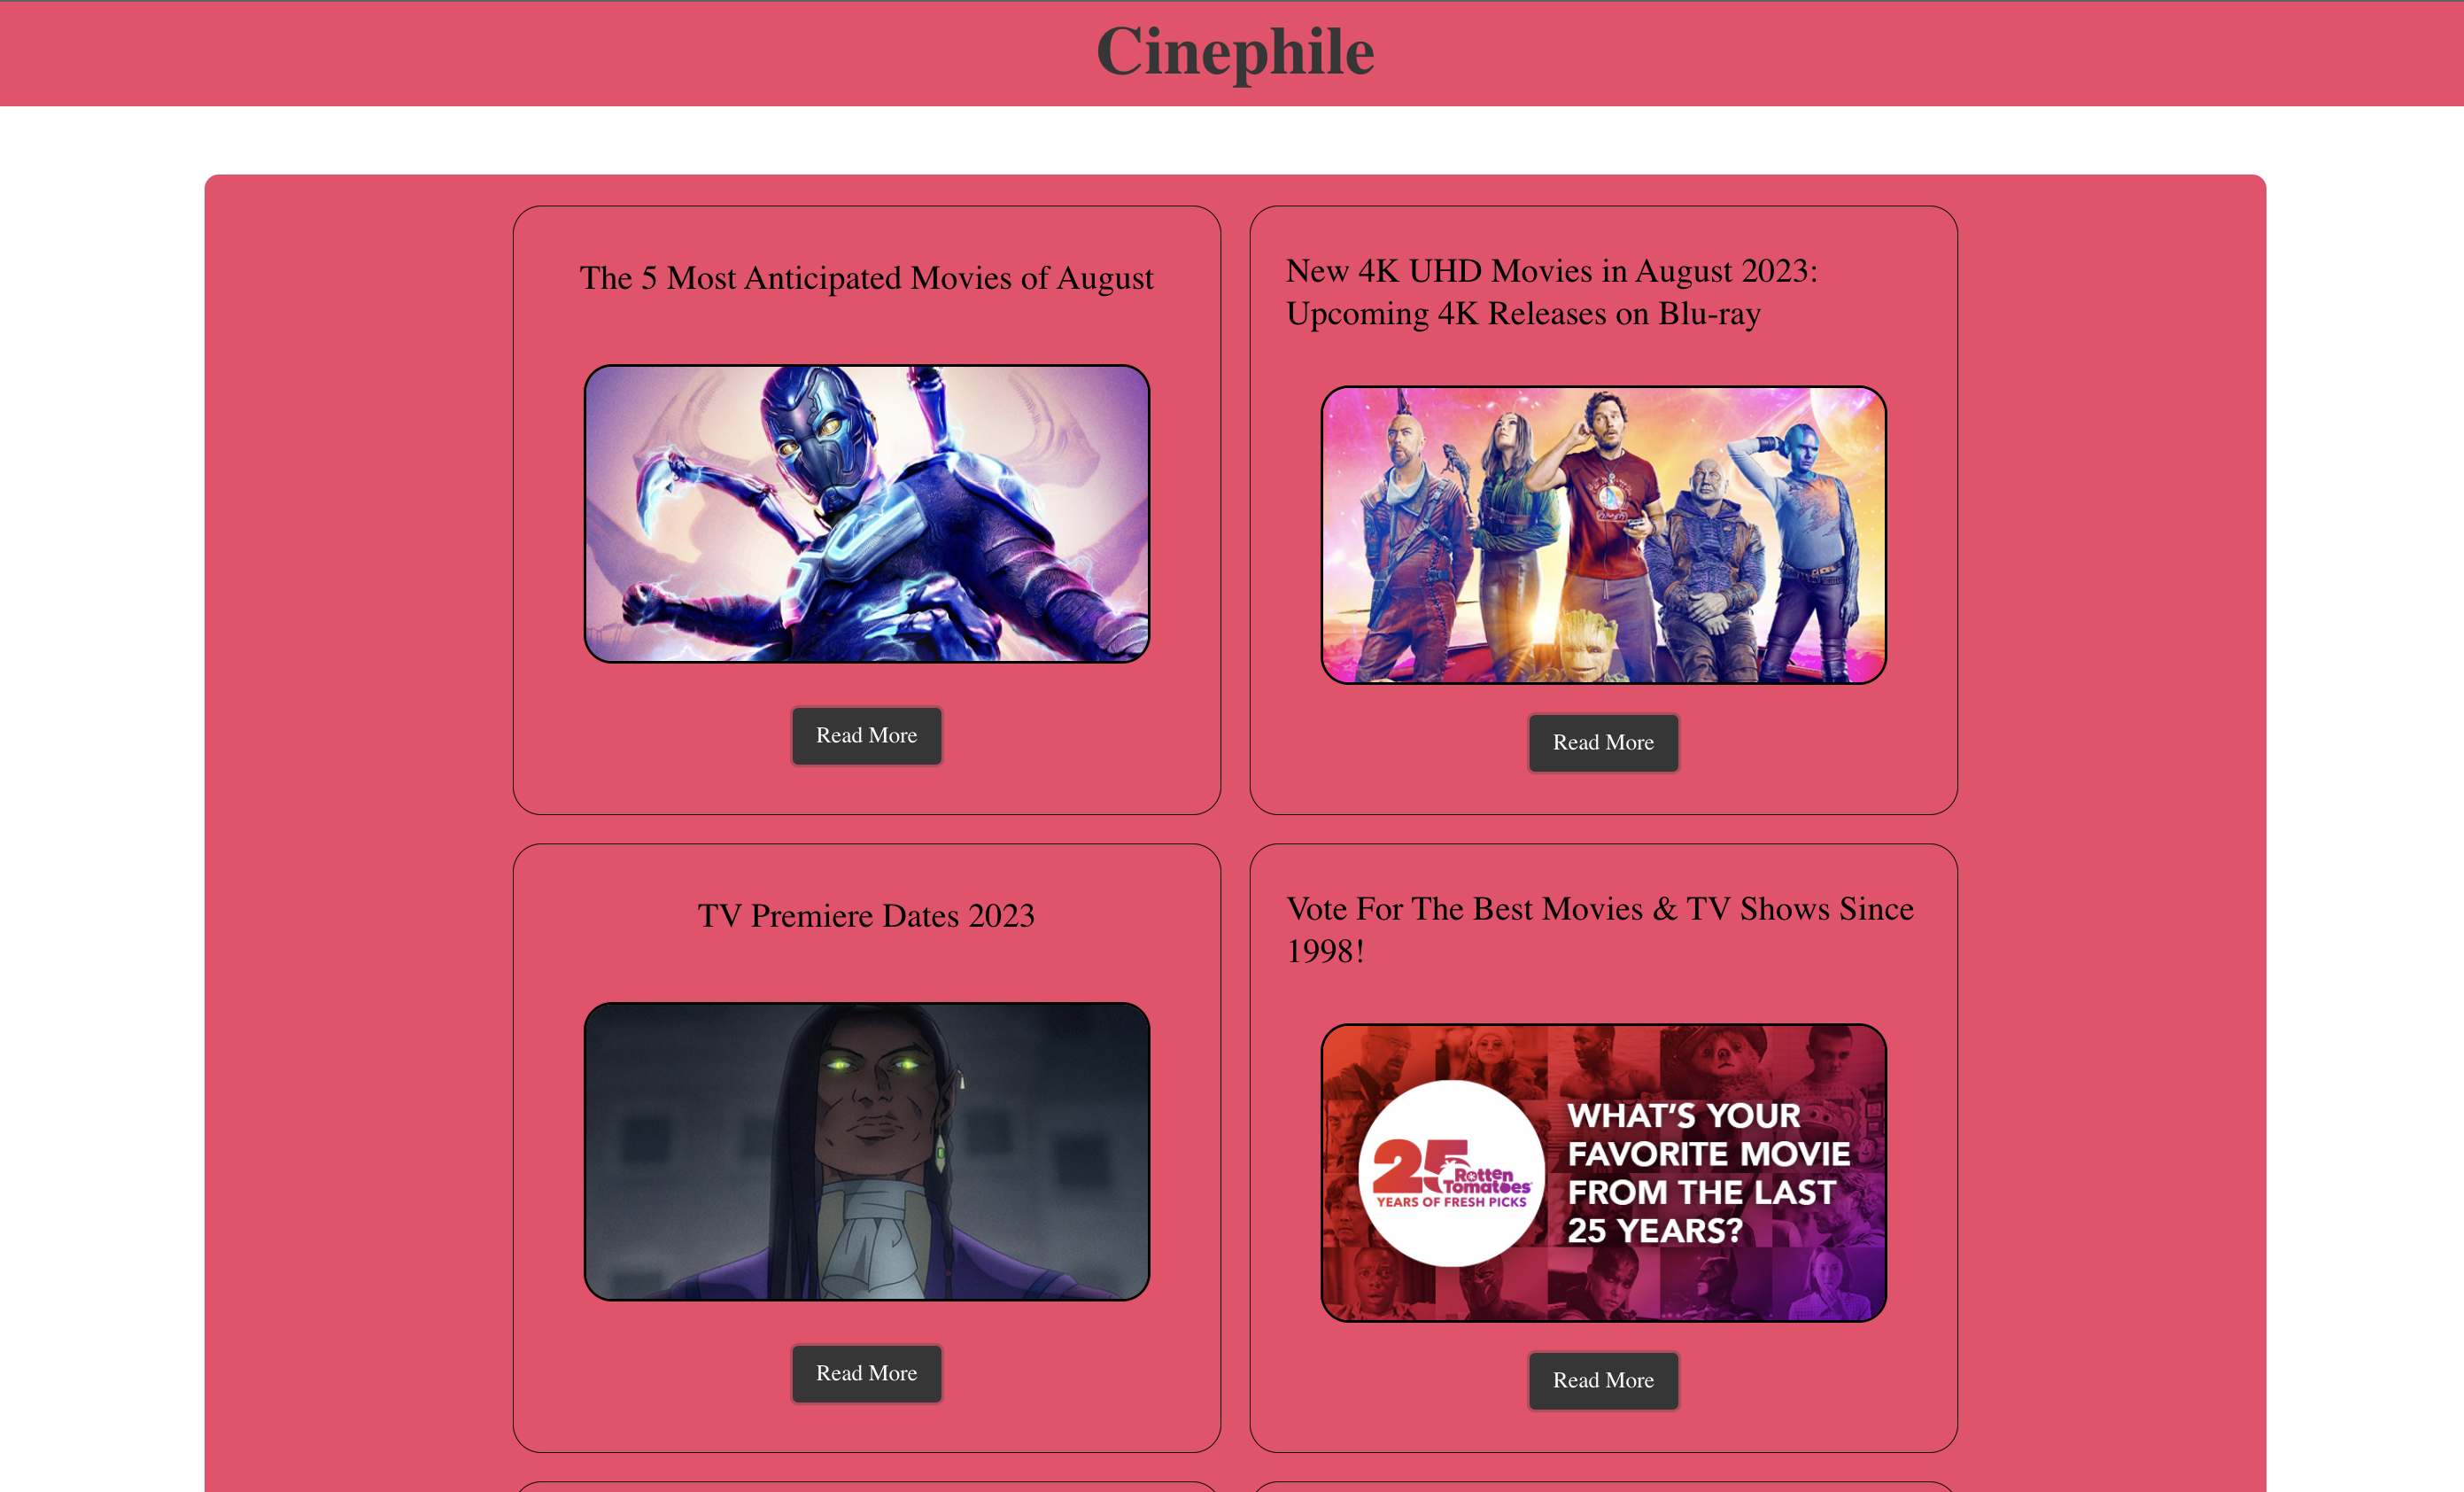 Cinephile
The 5 Most Anticipated Movies of August
New 4K UHD Movies in August 2023:
Upcoming 4K Releases on Blu-ray
Read More
Read More
TV Premiere Dates 2023
Vote For The Best Movies & TV Shows Since
1998!
25
Rotten
Tomatoes
YEARS OF FRESH PICKS
WHAT'S YOUR
FAVORITE MOVIE
FROM THE LAST
25 YEARS?
Read More
Read More